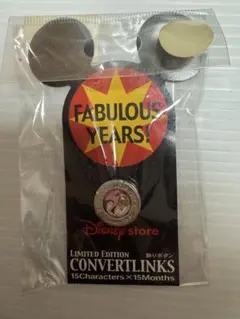 FABULOUS
YEARS!
Disney store
LIMITED EDITION 飾りボタン
CONVERTLINKS
15Characters×15Months